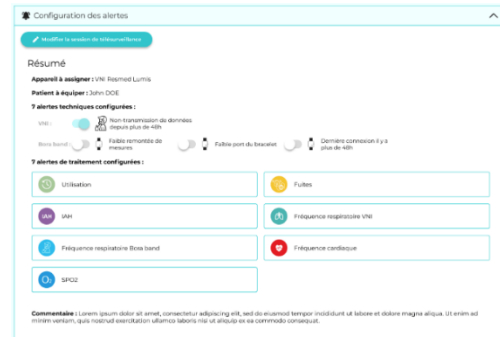 Configuration des alertes
Modifier la session de télésurveillance
Résumé
Appareil à assigner : VNI Resmed Lumis
Patient à équiper : John DOE
7 alertes techniques configurées :
VNI : Non-transmission de données
depuis plus de 48h
Bora band : Faible remontée de
mesures
Faible port du bracelet
Dernière connexion il y a
plus de 48h
7 alertes de traitement configurées :
Utilisation
Fuites
IAH IAH
Fréquence respiratoire VNI
Fréquence respiratoire Bora band
Fréquence cardiaque
O₂ SPO2
Commentaire : Lorem ipsum dolor sit amet, consectetur adipiscing elit, sed do eiusmod tempor incididunt ut labore et dolore magna aliqua. Ut enim ad
minim veniam, quis nostrud exercitation ullamco laboris nisi ut aliquip ex ea commodo consequat.